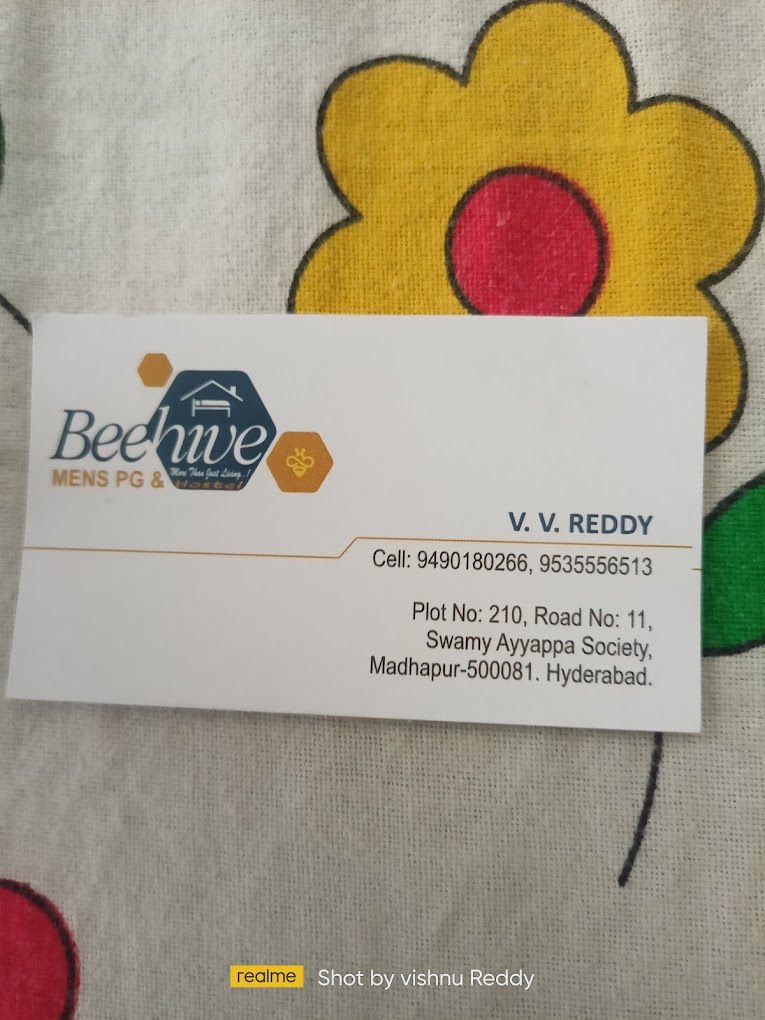 Beehive
More Than Just Living..!
MENS PG & Hostel
V. V. REDDY
Cell: 9490180266, 9535556513
Plot No: 210, Road No: 11,
Swamy Ayyappa Society,
Madhapur-500081. Hyderabad.
realme Shot by vishnu Reddy